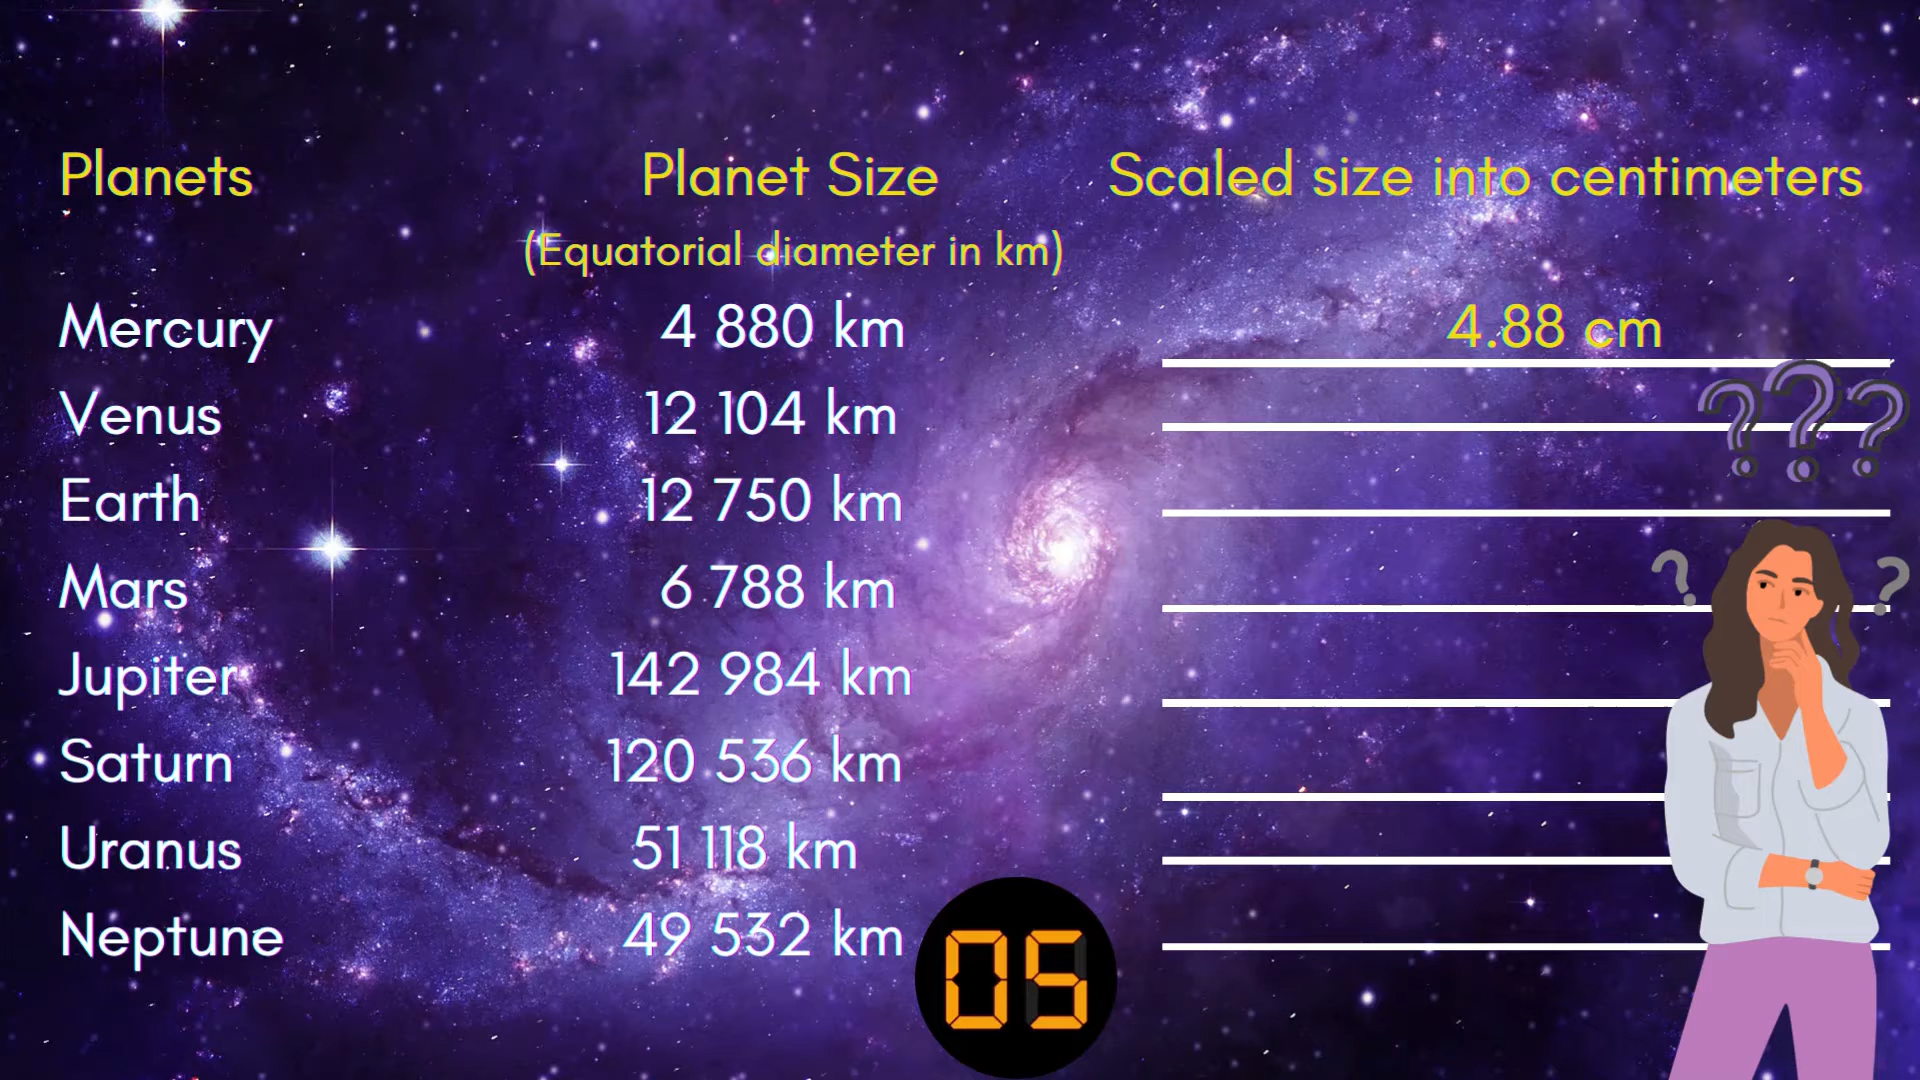 Planets Planet Size Scaled size into centimeters
(Equatorial diameter in km)
Mercury 4 880 km 4.88 cm
Venus 12 104 km
???
Earth 12 750 km
? ?
Mars 6 788 km
Jupiter 142 984 km
Saturn 120 536 km
Uranus 51 118 km
Neptune 49 532 km
05